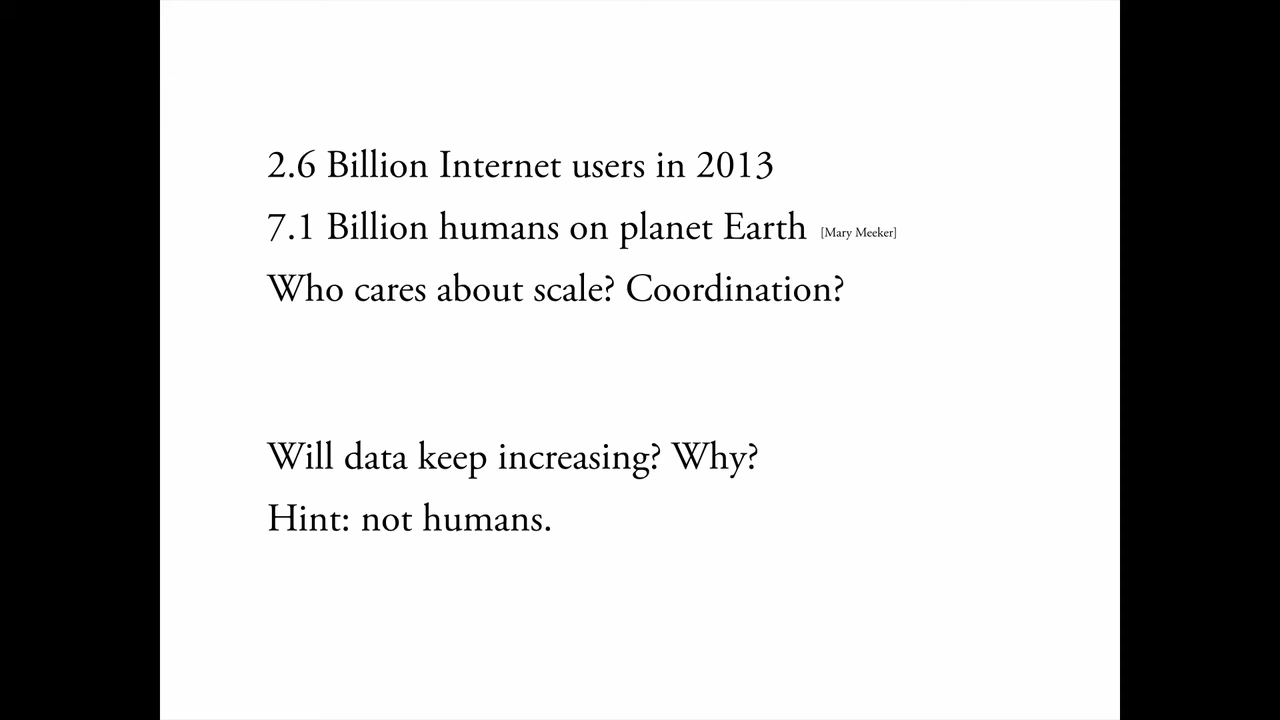 2.6 Billion Internet users in 2013
7.1 Billion humans on planet Earth [Mary Meeker]
Who cares about scale? Coordination?
Will data keep increasing? Why?
Hint: not humans.